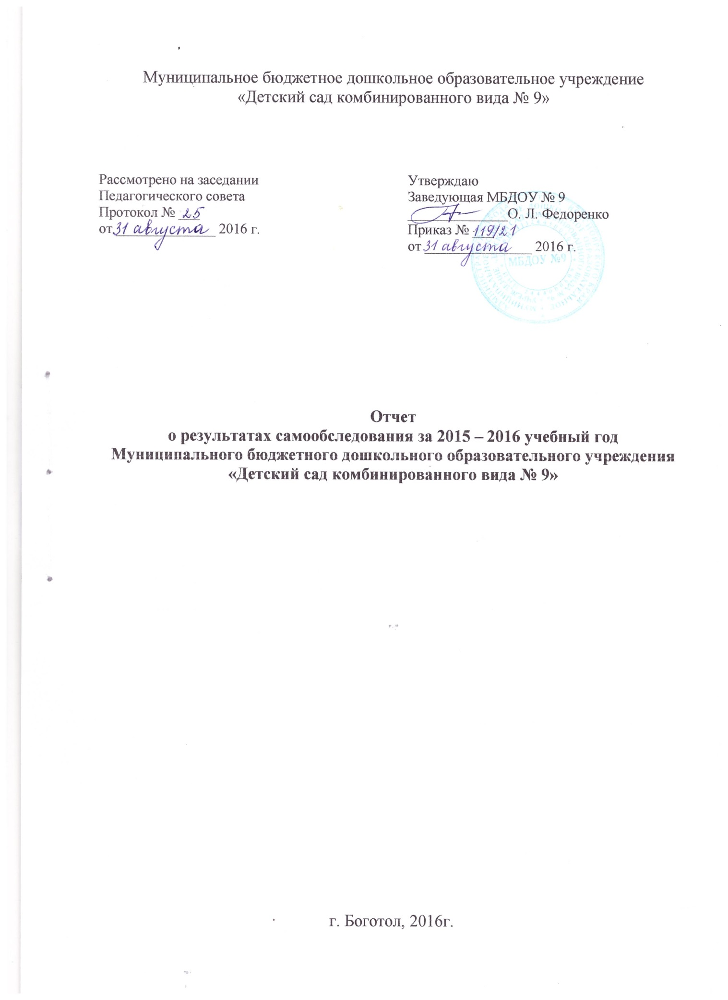 Муниципальное бюджетное дошкольное образовательное учреждение
«Детский сад комбинированного вида № 9»
Рассмотрено на заседании
Педагогического совета
Протокол № 25
от 31 августа 2016 г.
Утверждаю
Заведующая МБДОУ № 9
О. Л. Федоренко
Приказ № 119/21
от 31 августа 2016 г.
МБДОУ №9
Отчет
о результатах самообследования за 2015 – 2016 учебный год
Муниципального бюджетного дошкольного образовательного учреждения
«Детский сад комбинированного вида № 9»
г. Боготол, 2016г.